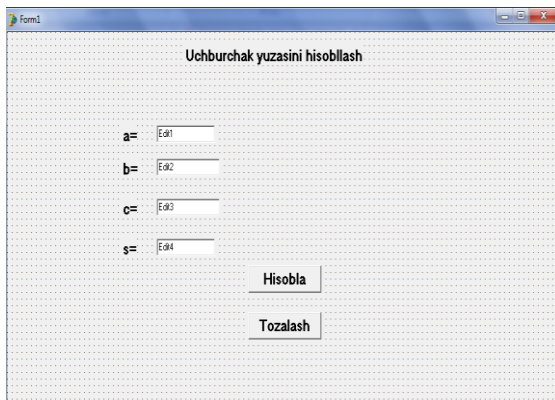 Form1
Uchburchak yuzasini hisobllash
a= Edit1
b= Edit2
c= Edit3
s= Edit4
Hisobla
Tozalash